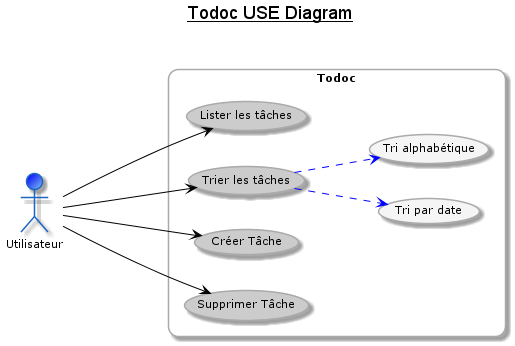 Todoc USE Diagram
Todoc
Lister les tâches
Trier les tâches
Tri alphabétique
Tri par date
Créer Tâche
Supprimer Tâche
Utilisateur